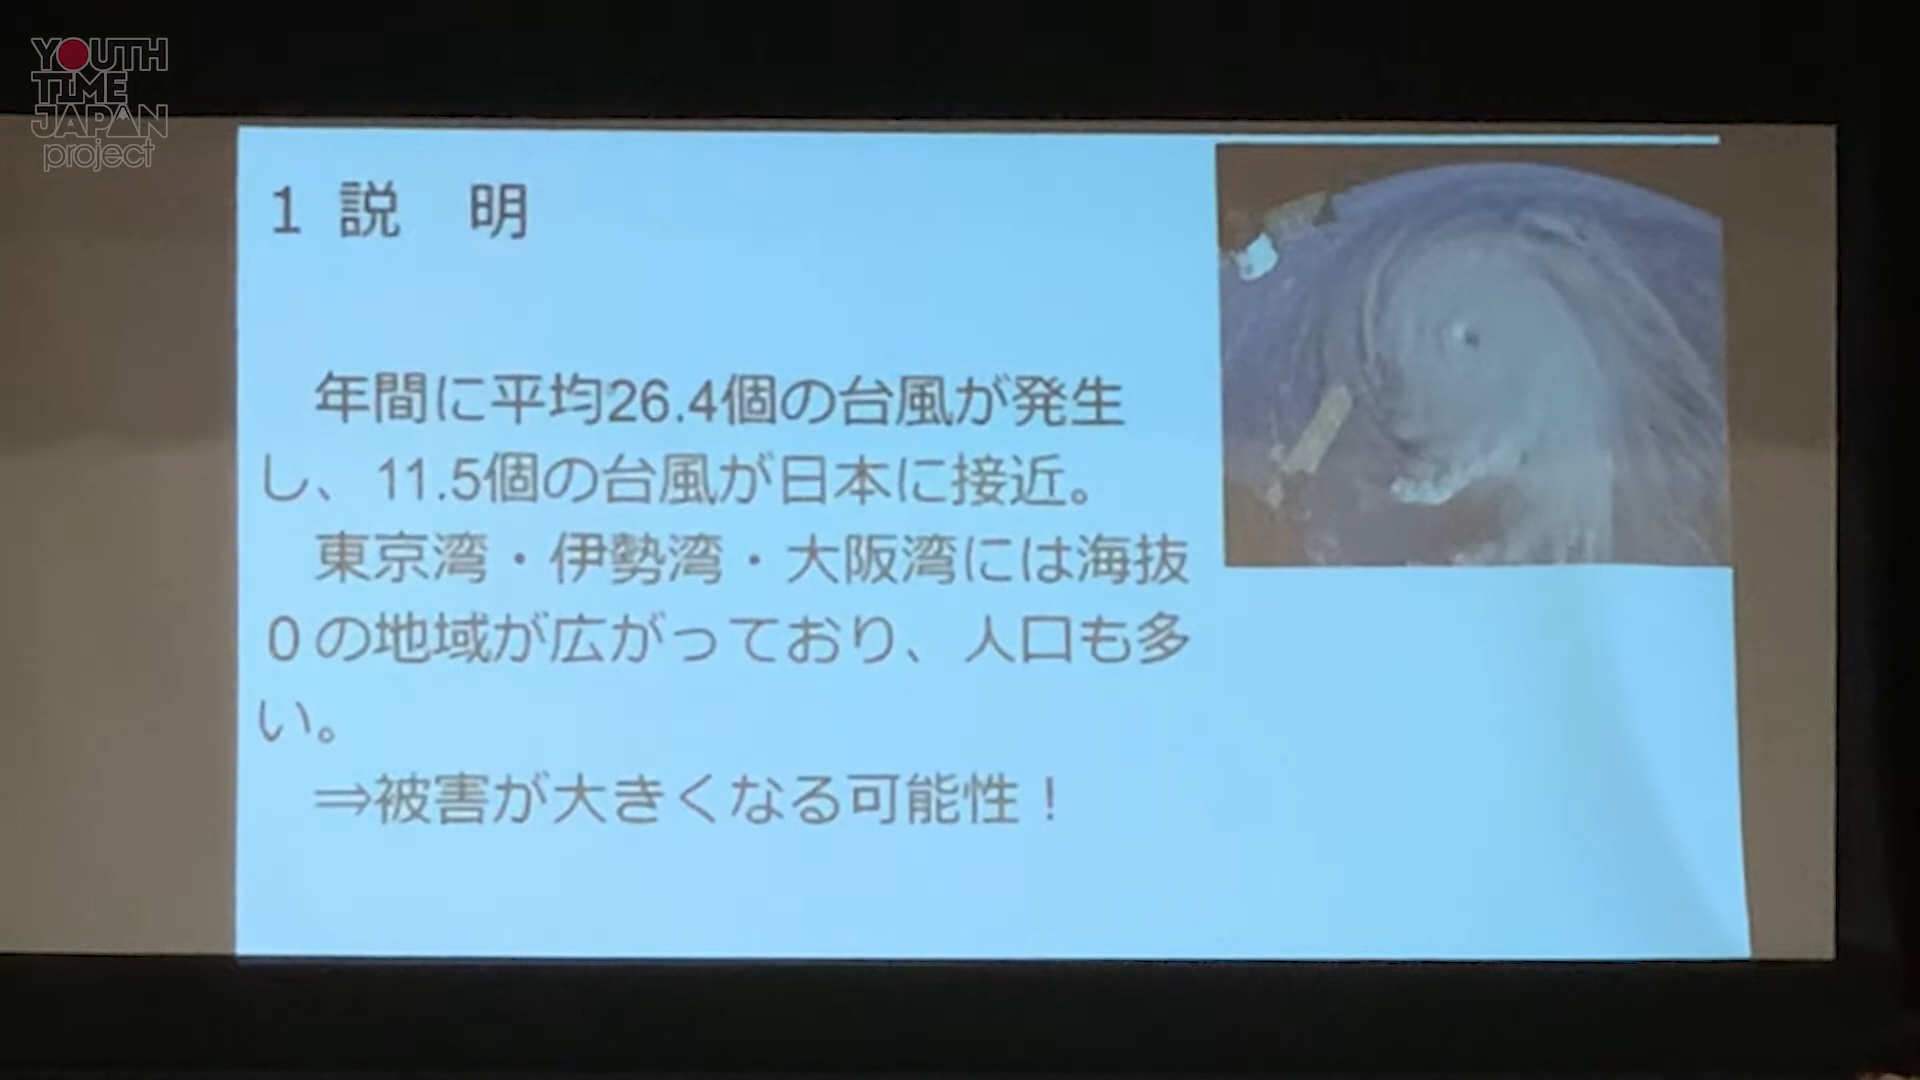 YOUTH
TIME
JAPAN
project
1 説　明
年間に平均26.4個の台風が発生
し、11.5個の台風が日本に接近。
東京湾・伊勢湾・大阪湾には海抜
０の地域が広がっており、人口も多
い。
⇒被害が大きくなる可能性！